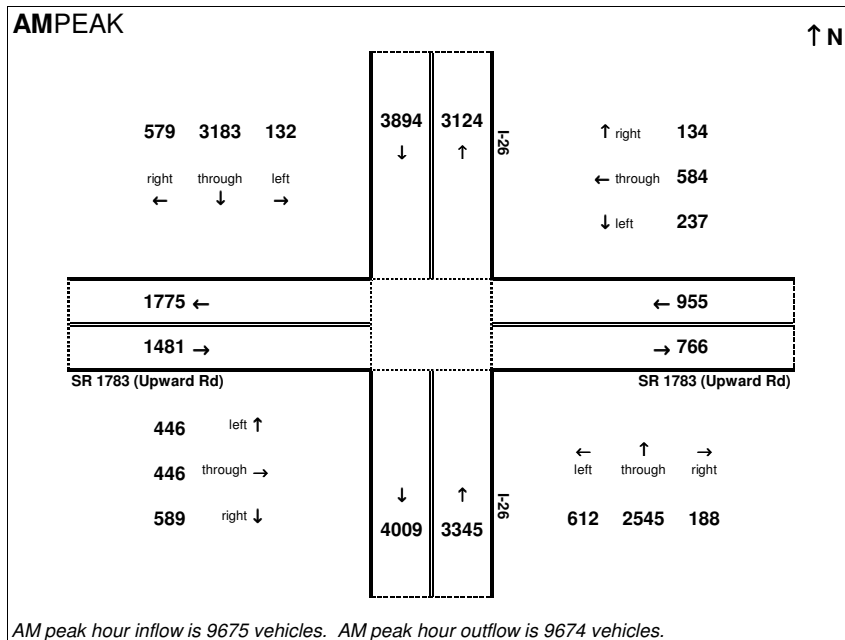 AMPEAK
↑ N
579 3183 132
right through left
← ↓ →
3894 3124
↓ ↑
I-26
↑ right 134
← through 584
↓ left 237
1775 ←
← 955
1481 →
→ 766
SR 1783 (Upward Rd)
SR 1783 (Upward Rd)
446 left ↑
446 through →
589 right ↓
↓ ↑
4009 3345
I-26
← ↑ →
left through right
612 2545 188
AM peak hour inflow is 9675 vehicles. AM peak hour outflow is 9674 vehicles.